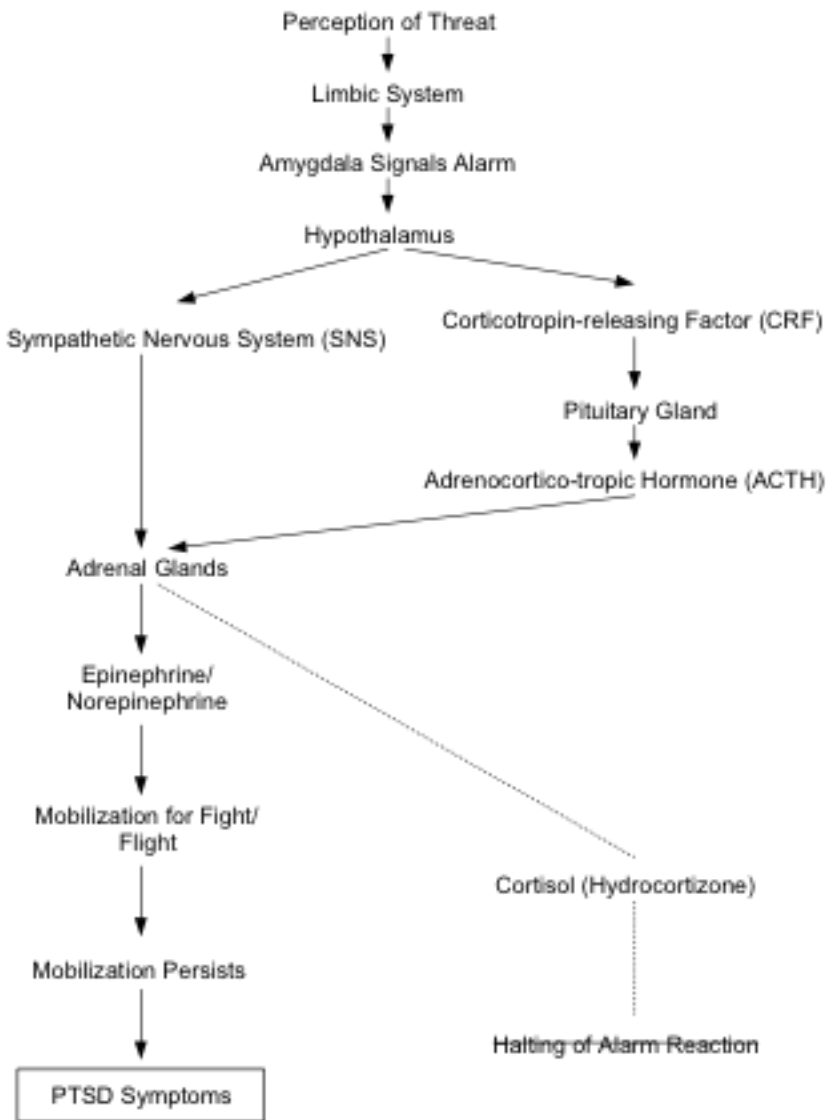 Perception of Threat
Limbic System
Amygdala Signals Alarm
Hypothalamus
Sympathetic Nervous System (SNS)
Corticotropin-releasing Factor (CRF)
Pituitary Gland
Adrenocortico-tropic Hormone (ACTH)
Adrenal Glands
Epinephrine/
Norepinephrine
Mobilization for Fight/
Flight
Cortisol (Hydrocortizone)
Mobilization Persists
Halting of Alarm Reaction
PTSD Symptoms